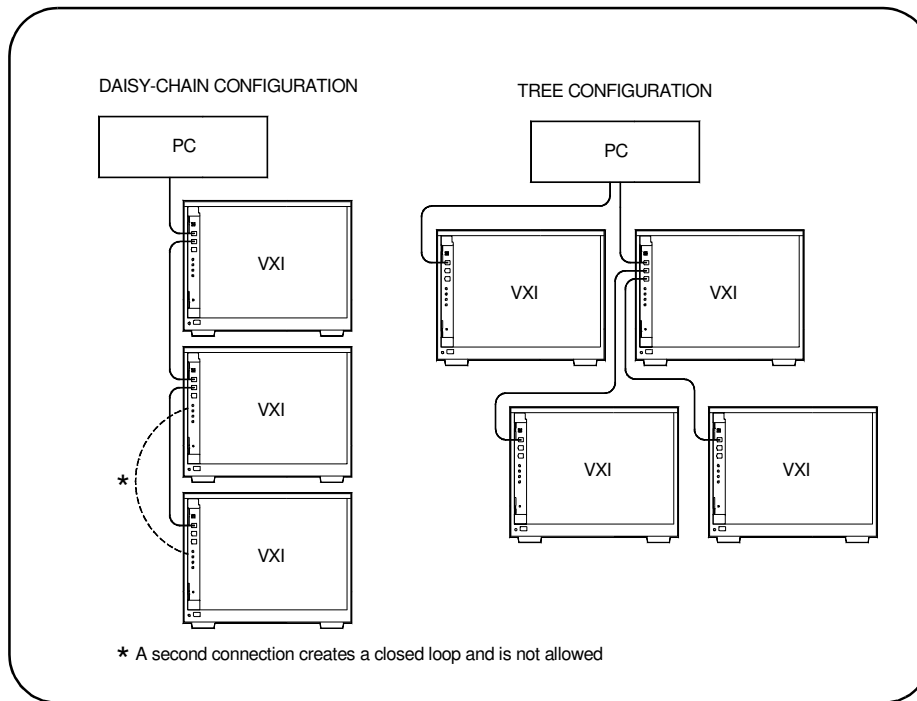 DAISY-CHAIN CONFIGURATION
PC
VXI
VXI
*
VXI
TREE CONFIGURATION
PC
VXI
VXI
VXI
VXI
* A second connection creates a closed loop and is not allowed